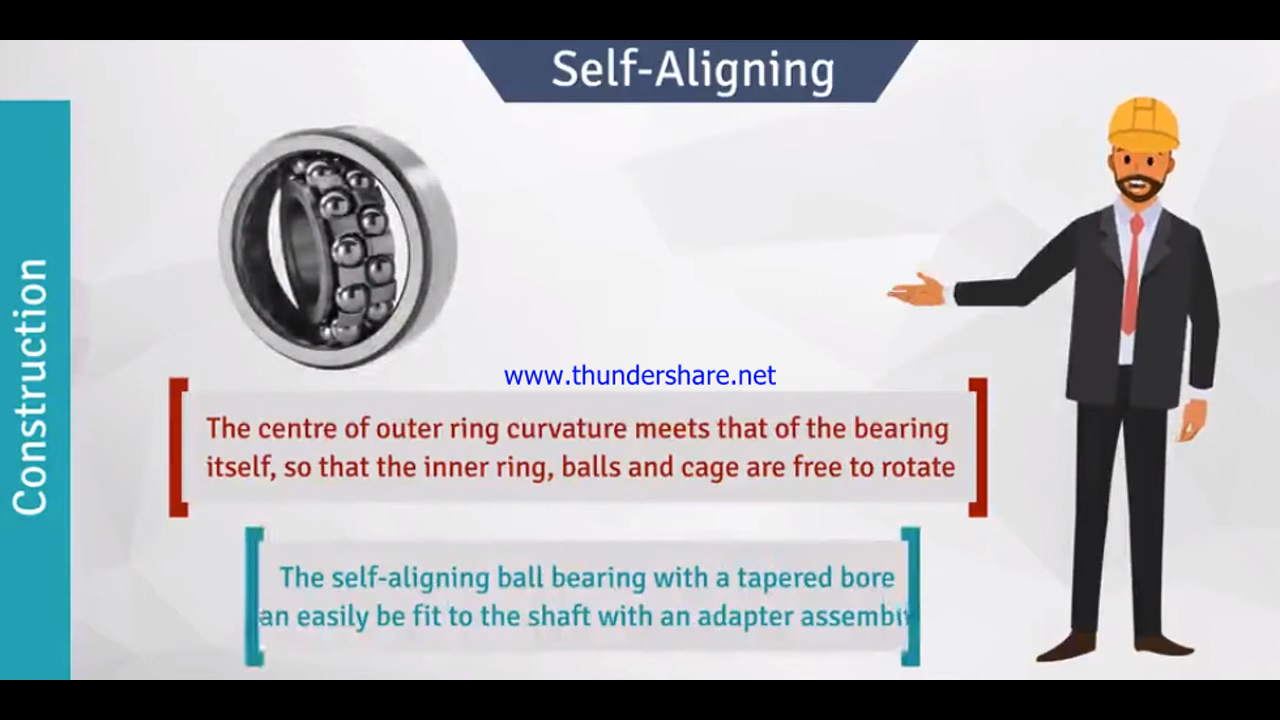 Self-Aligning
Construction
www.thundershare.net
The centre of outer ring curvature meets that of the bearing
itself, so that the inner ring, balls and cage are free to rotate
The self-aligning ball bearing with a tapered bore
an easily be fit to the shaft with an adapter